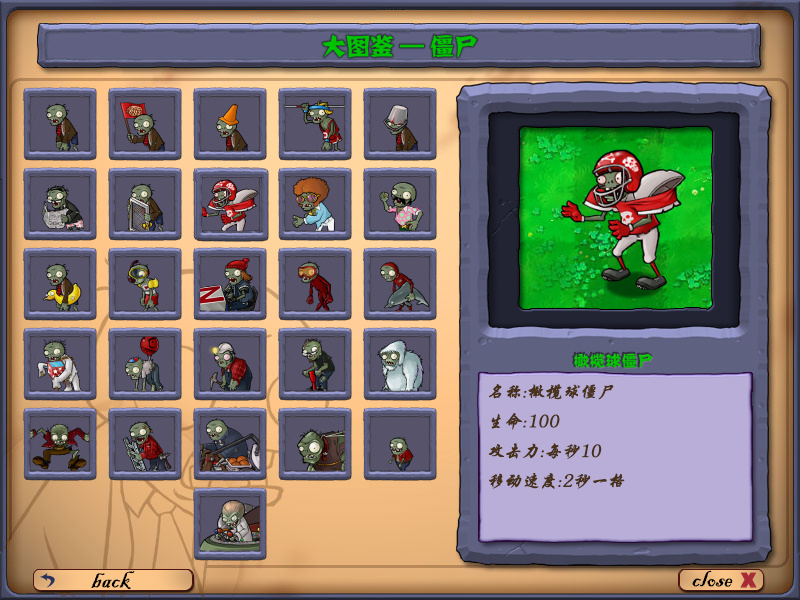 大图鉴 — 僵尸
橄榄球僵尸
名称:橄榄球僵尸
生命:100
攻击力:每秒10
移动速度:2秒一格
back
close X